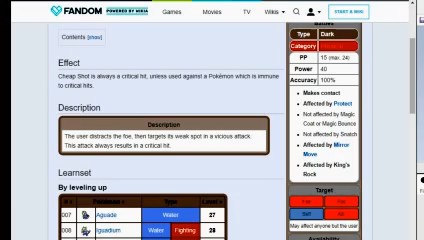 FANDOM POWERED BY WIKIA Games Movies TV Wikis START A WIKI
Contents [show]
Effect
Cheap Shot is always a critical hit, unless used against a Pokémon which is immune
to critical hits.
Description
Description
The user distracts the foe, then targets its weak spot in a vicious attack.
This attack always results in a critical hit.
Learnset
By leveling up
Type Level
007 Aguade Water 27
008 Iguadium Water Fighting 28
Type Dark
Category
PP 15 (max. 24)
Power 40
Accuracy 100%
• Makes contact
• Affected by Protect
• Not affected by Magic
Coat or Magic Bounce
• Not affected by Snatch
• Affected by Mirror
Move
• Affected by King's
Rock
Target
Foe Foe
Self
May affect anyone but the user
Availability